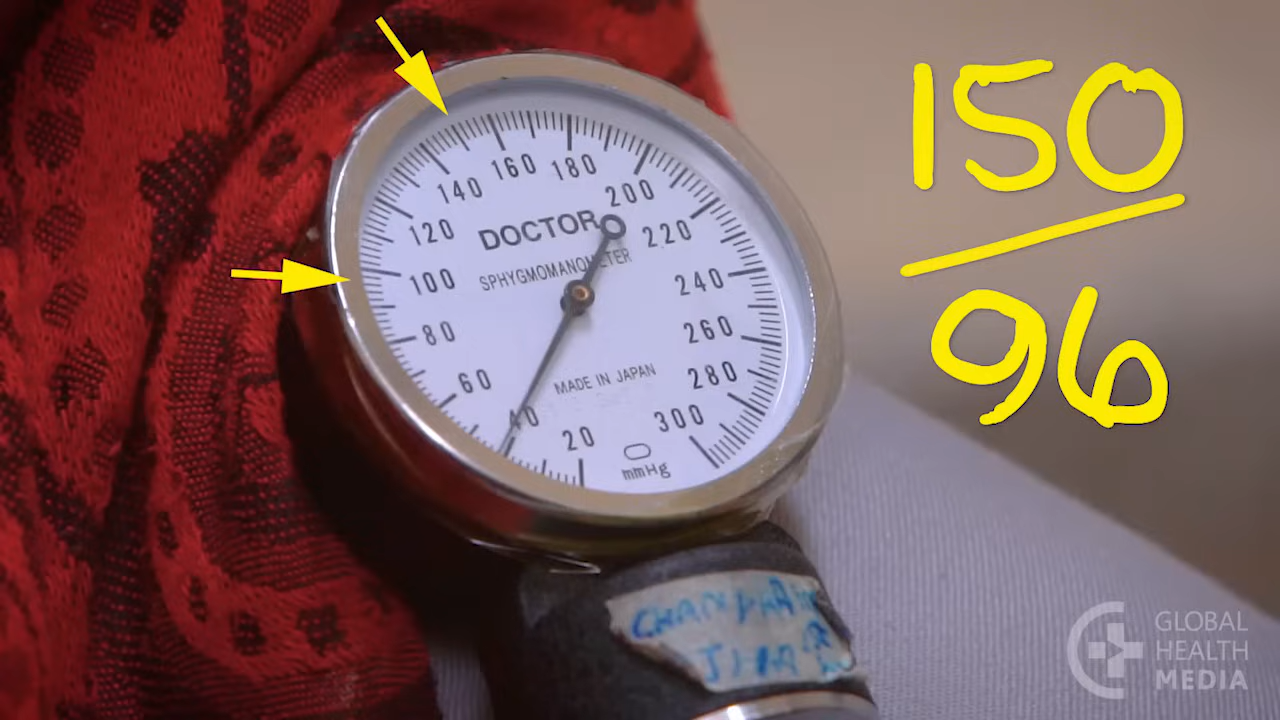 150
96
160
180
140
200
120
DOCTOR
220
SPHYGMOMANOMETER
100
240
80
260
60
MADE IN JAPAN
280
40
20
300
mmHg
GLOBAL
HEALTH
MEDIA